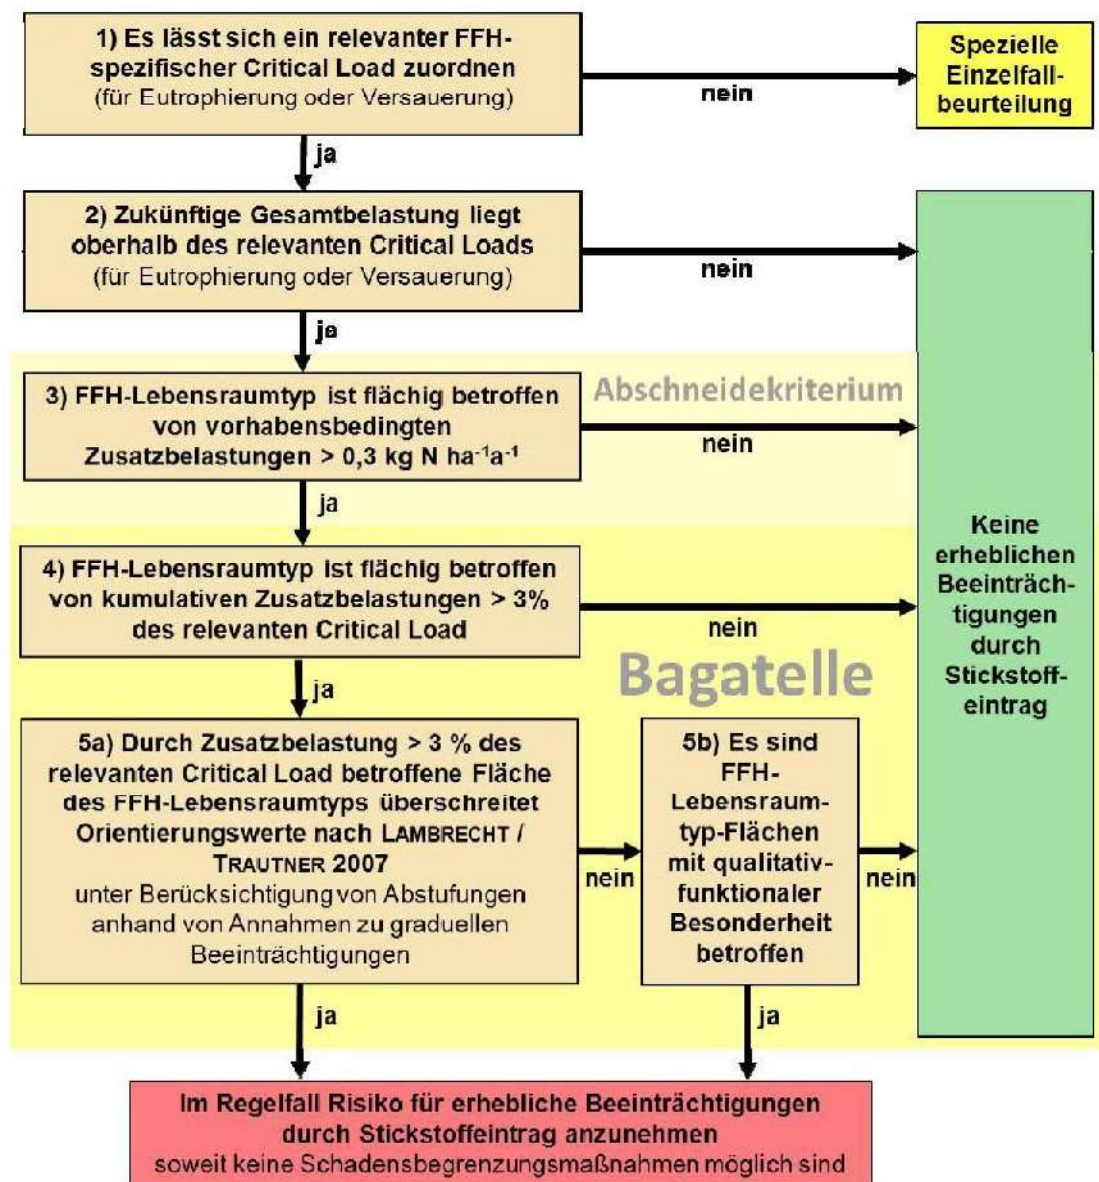 1) Es lässt sich ein relevanter FFH-
spezifischer Critical Load zuordnen
(für Eutrophierung oder Versauerung)
nein
Spezielle
Einzelfall-
beurteilung
ja
2) Zukünftige Gesamtbelastung liegt
oberhalb des relevanten Critical Loads
(für Eutrophierung oder Versauerung)
nein
ja
3) FFH-Lebensraumtyp ist flächig betroffen
von vorhabensbedingten
Zusatzbelastungen > 0,3 kg N ha⁻¹a⁻¹
Abschneidekriterium
nein
ja
4) FFH-Lebensraumtyp ist flächig betroffen
von kumulativen Zusatzbelastungen > 3%
des relevanten Critical Load
nein
Bagatelle
ja
5a) Durch Zusatzbelastung > 3 % des
relevanten Critical Load betroffene Fläche
des FFH-Lebensraumtyps überschreitet
Orientierungswerte nach LAMBRECHT /
TRAUTNER 2007
unter Berücksichtigung von Abstufungen
anhand von Annahmen zu graduellen
Beeinträchtigungen
nein
5b) Es sind
FFH-
Lebensraum-
typ-Flächen
mit qualitativ-
funktionaler
Besonderheit
betroffen
nein
Keine
erheblichen
Beeinträch-
tigungen
durch
Stickstoff-
eintrag
ja
ja
Im Regelfall Risiko für erhebliche Beeinträchtigungen
durch Stickstoffeintrag anzunehmen
soweit keine Schadensbegrenzungsmaßnahmen möglich sind